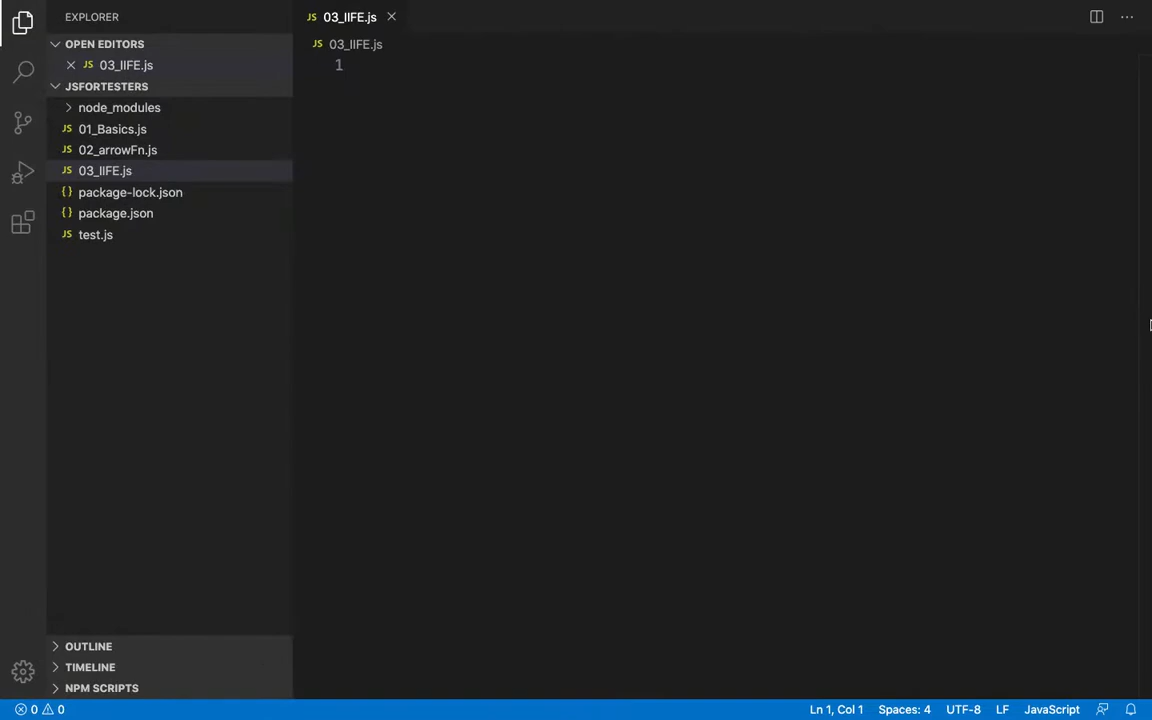 EXPLORER
OPEN EDITORS
JS 03_IIFE.js
JSFORTESTERS
node_modules
JS 01_Basics.js
JS 02_arrowFn.js
JS 03_IIFE.js
{} package-lock.json
{} package.json
JS test.js
OUTLINE
TIMELINE
NPM SCRIPTS
JS 03_IIFE.js
JS 03_IIFE.js
1
0 0
Ln 1, Col 1 Spaces: 4 UTF-8 LF JavaScript